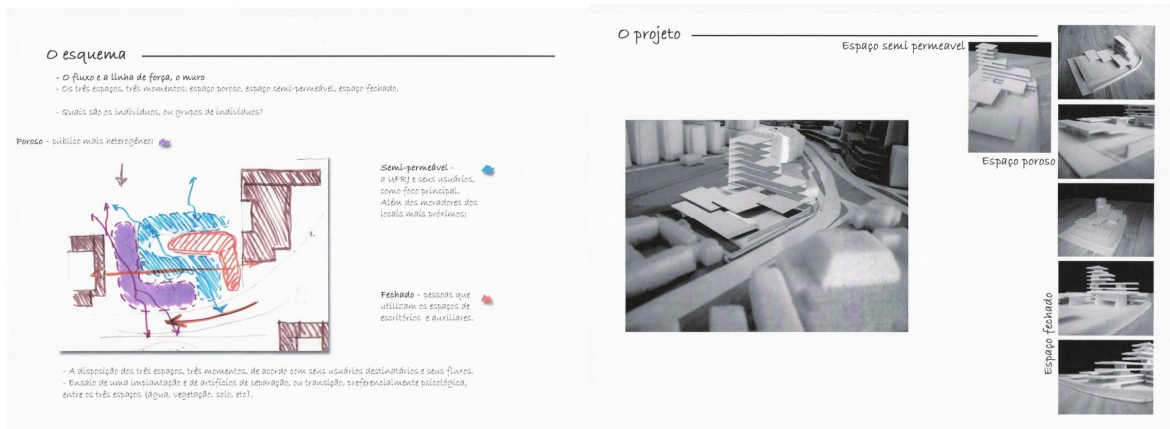 O esquema
- O fluxo e a linha de força, o muro
- Os três espaços, três momentos: espaço poroso, espaço semi-permeável, espaço fechado.
- Quais são os indivíduos, ou grupos de indivíduos?
Poroso - público mais heterogêneo;
Semi-permeável -
a UFRJ e seus usuários,
como foco principal.
Além dos moradores dos
locais mais próximos;
Fechado - pessoas que
utilizam os espaços de
escritórios e auxiliares.
- A disposição dos três espaços, três momentos, de acordo com seus usuários destinatários e seus fluxos.
- Ensaio de uma implantação e de artifícios de separação, ou transição, preferencialmente psicológica,
entre os três espaços (água, vegetação, solo, etc).
O projeto
Espaço semi permeavel
Espaço poroso
Espaço fechado